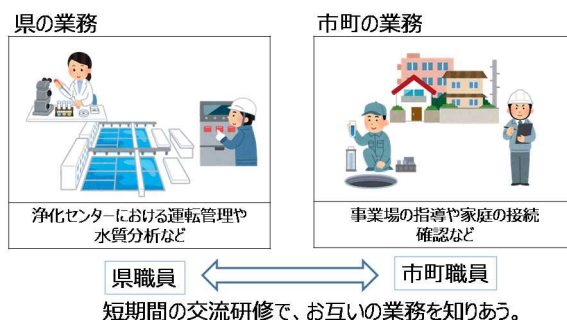 県の業務
浄化センターにおける運転管理や
水質分析など
市町の業務
事業場の指導や家庭の接続
確認など
県職員
市町職員
短期間の交流研修で、お互いの業務を知りあう。